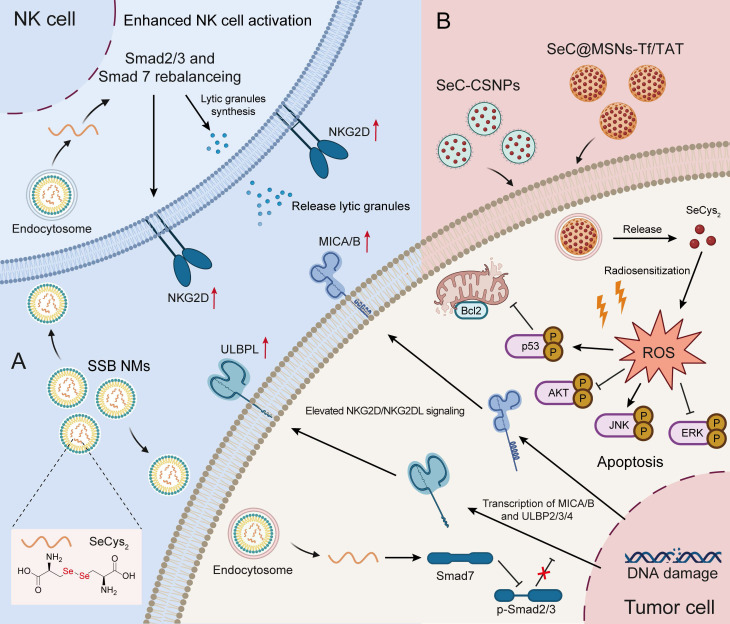 NK cell
Enhanced NK cell activation
Smad2/3 and
Smad 7 rebalanceing
Lytic granules
synthesis
NKG2D
Endocytosome
Release lytic granules
NKG2D
MICA/B
A
SSB NMs
ULBPL
SeCys2
NH2
HO
O
Se
Se
O
OH
NH2
B
SeC@MSNs-Tf/TAT
SeC-CSNPs
Release
SeCys2
Radiosensitization
Bcl2
p53
P
P
ROS
AKT
P
P
JNK
P
P
ERK
P
P
Apoptosis
Elevated NKG2D/NKG2DL signaling
Transcription of MICA/B
and ULBP2/3/4
Endocytosome
Smad7
p-Smad2/3
DNA damage
Tumor cell